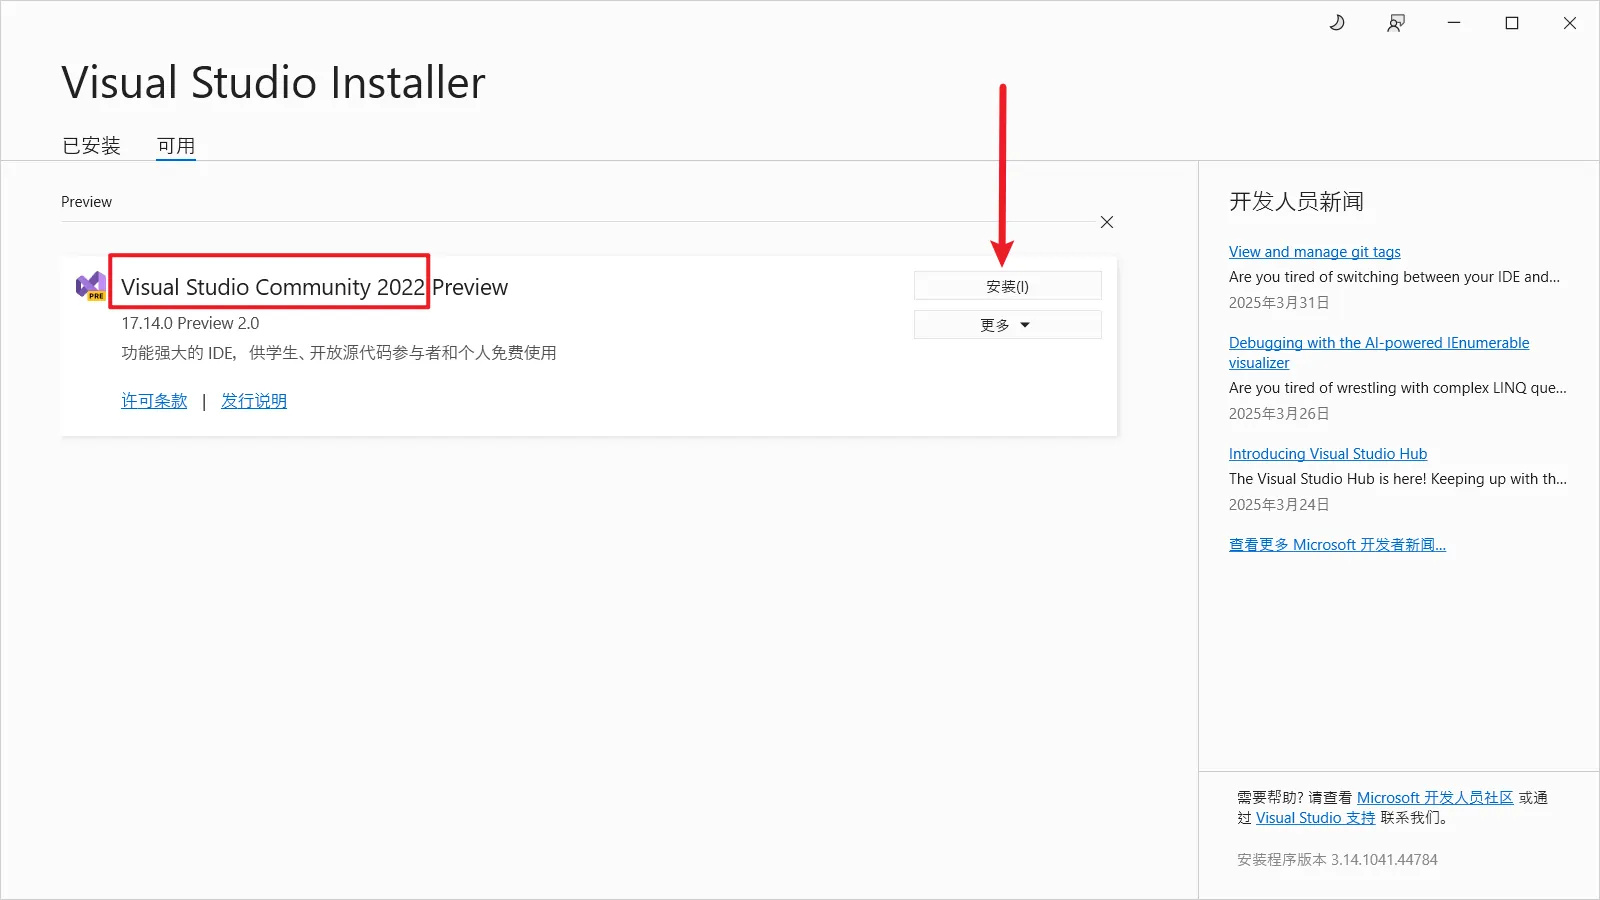 Visual Studio Installer
已安装
可用
Preview
PRE
Visual Studio Community 2022 Preview
17.14.0 Preview 2.0
功能强大的 IDE，供学生、开放源代码参与者和个人免费使用
许可条款 | 发行说明
安装(I)
更多
开发人员新闻
View and manage git tags
Are you tired of switching between your IDE and...
2025年3月31日
Debugging with the AI-powered IEnumerable
visualizer
Are you tired of wrestling with complex LINQ que...
2025年3月26日
Introducing Visual Studio Hub
The Visual Studio Hub is here! Keeping up with th...
2025年3月24日
查看更多 Microsoft 开发者新闻...
需要帮助? 请查看 Microsoft 开发人员社区 或通
过 Visual Studio 支持 联系我们。
安装程序版本 3.14.1041.44784